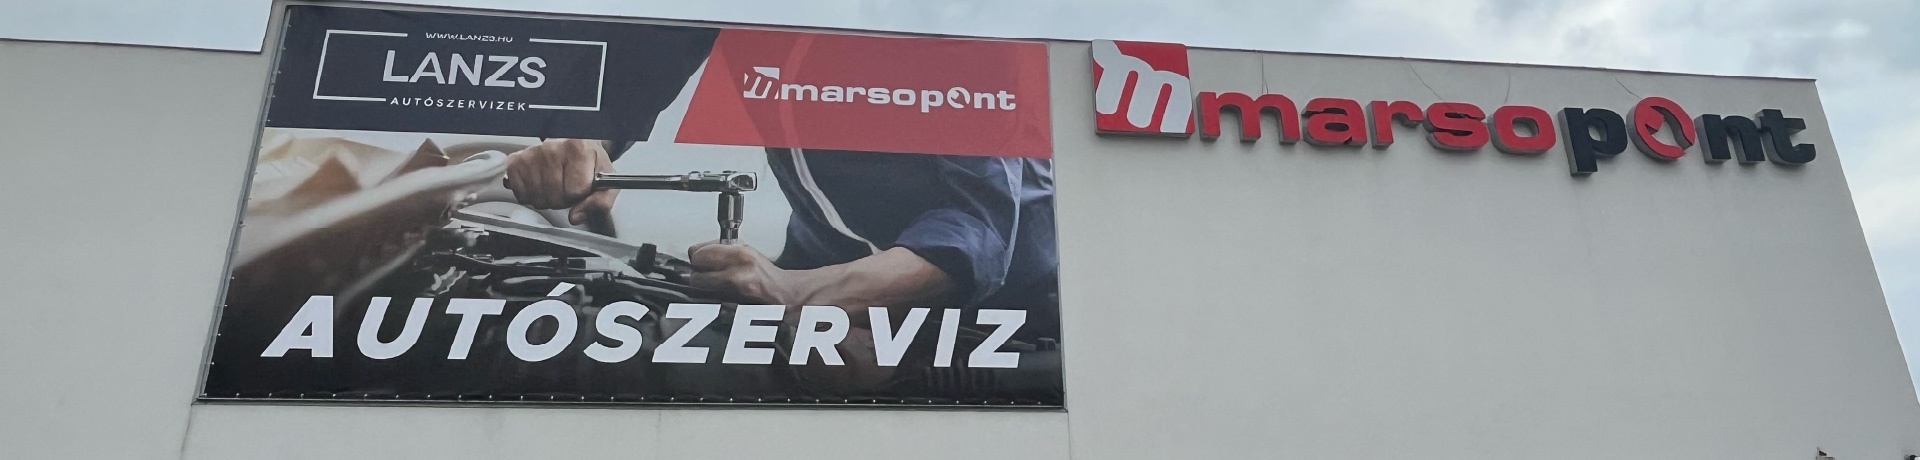 WWW.LANZS.HU
LANZS
AUTÓSZERVIZEK
marsopont
AUTÓSZERVIZ
marsopont